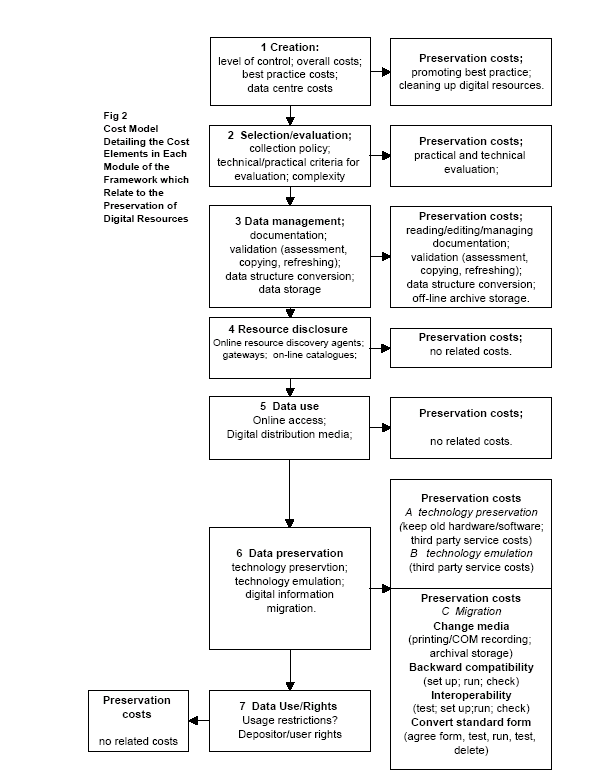 1 Creation:
level of control; overall costs;
best practice costs;
data centre costs
Preservation costs;
promoting best practice;
cleaning up digital resources.
Fig 2
Cost Model
Detailing the Cost
Elements in Each
Module of the
Framework which
Relate to the
Preservation of
Digital Resources
2 Selection/evaluation;
collection policy;
technical/practical criteria for
evaluation; complexity
Preservation costs;
practical and technical
evaluation;
3 Data management;
documentation;
validation (assessment,
copying, refreshing);
data structure conversion;
data storage
Preservation costs;
reading/editing/managing
documentation;
validation (assessment,
copying, refreshing);
data structure conversion;
off-line archive storage.
4 Resource disclosure
Online resource discovery agents;
gateways; on-line catalogues;
Preservation costs;
no related costs.
5 Data use
Online access;
Digital distribution media;
Preservation costs;
no related costs.
6 Data preservation
technology preservtion;
technology emulation;
digital information
migration.
Preservation costs
A technology preservation
(keep old hardware/software;
third party service costs)
B technology emulation
(third party service costs)
Preservation costs
C Migration
Change media
(printing/COM recording;
archival storage)
Backward compatibility
(set up; run; check)
Interoperability
(test; set up;run; check)
Convert standard form
(agree form, test, run, test,
delete)
7 Data Use/Rights
Usage restrictions?
Depositor/user rights
Preservation
costs
no related costs